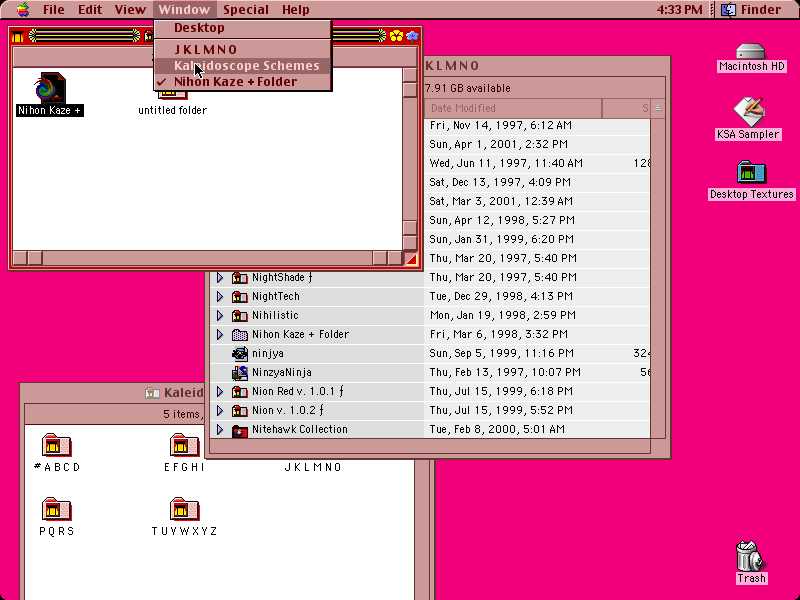 File Edit View Window Special Help 4:33 PM Finder
Desktop
J K L M N O
Kaleidoscope Schemes
✓ Nihon Kaze + Folder
Nihon Kaze +
untitled folder
KLMNO
7.91 GB available
Date Modified S
Fri, Nov 14, 1997, 6:12 AM
Sun, Apr 1, 2001, 2:32 PM
Wed, Jun 11, 1997, 11:40 AM 128
Sat, Dec 13, 1997, 4:09 PM
Sat, Mar 3, 2001, 12:39 AM
Sun, Apr 12, 1998, 5:27 PM
Sun, Jan 31, 1999, 6:20 PM
Thu, Mar 20, 1997, 5:40 PM
NightShade ƒ Thu, Mar 20, 1997, 5:40 PM
NightTech Tue, Dec 29, 1998, 4:13 PM
Nihilistic Mon, Jan 19, 1998, 2:59 PM
Nihon Kaze + Folder Fri, Mar 6, 1998, 3:32 PM
ninjya Sun, Sep 5, 1999, 11:16 PM 324
NinzyaNinja Thu, Feb 13, 1997, 10:07 PM 56
Nion Red v. 1.0.1 ƒ Thu, Jul 15, 1999, 6:18 PM
Nion v. 1.0.2 ƒ Thu, Jul 15, 1999, 5:52 PM
Nitehawk Collection Tue, Feb 8, 2000, 5:01 AM
Kaleid
5 items,
# A B C D
E F G H I
J K L M N O
P Q R S
T U Y W X Y Z
Macintosh HD
KSA Sampler
Desktop Textures
Trash